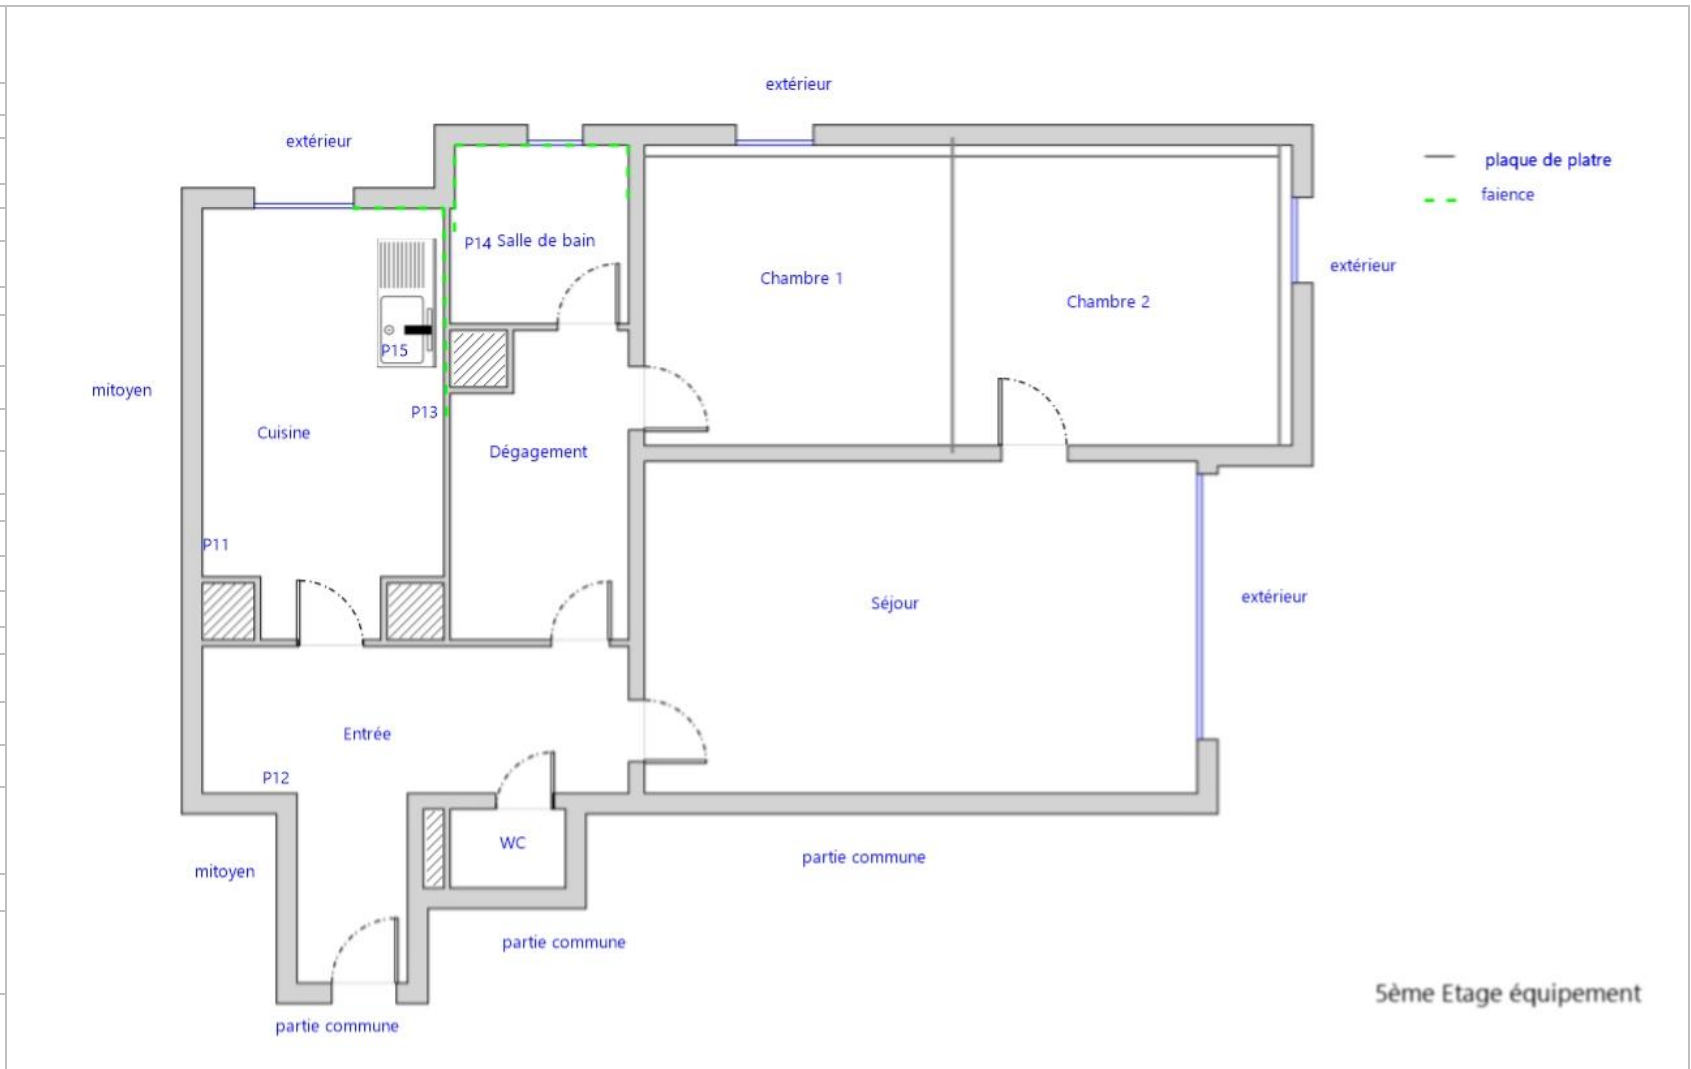 extérieur
extérieur
plaque de platre
faience
P14 Salle de bain
extérieur
Chambre 1
Chambre 2
P15
mitoyen
P13
Cuisine
Dégagement
P11
extérieur
Séjour
Entrée
P12
WC
partie commune
mitoyen
partie commune
5ème Etage équipement
partie commune